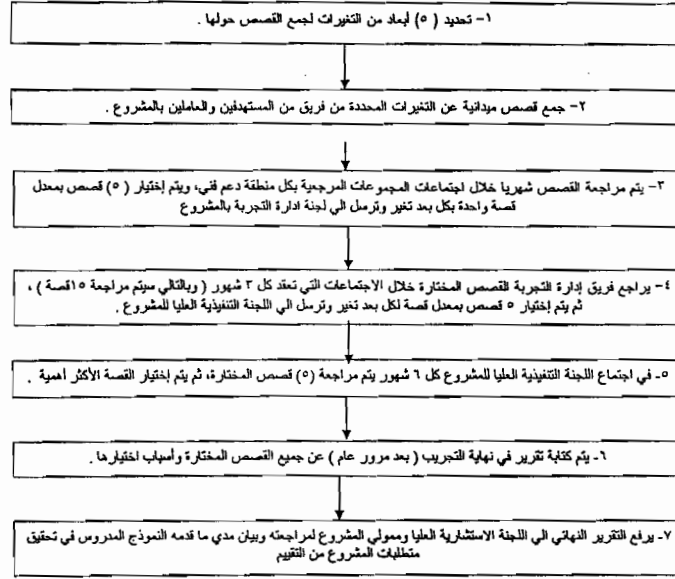 ١- تحديد ( ٥ ) أبعاد من التغيرات لجمع القصص حولها .
٢- جمع قصص ميدانية عن التغيرات المحددة من فريق من المستهدفين والعاملين بالمشروع .
٣- يتم مراجعة القصص شهريا خلال اجتماعات المجموعات المرجعية بكل منطقة دعم فني، ويتم إختيار ( ٥ ) قصص بمعدل
قصة واحدة بكل بعد تغير وترسل الي لجنة ادارة التجربة بالمشروع
٤- يراجع فريق إدارة التجربة القصص المختارة خلال الاجتماعات التي تعقد كل ٣ شهور ( وبالتالي سيتم مراجعة ١٥قصة ) ،
ثم يتم إختيار ٥ قصص بمعدل قصة لكل بعد تغير وترسل الي اللجنة التنفيذية العليا للمشروع .
٥- في اجتماع اللجنة التنفيذية العليا للمشروع كل ٦ شهور يتم مراجعة (٥) قصص المختارة، ثم يتم إختيار القصة الأكثر أهمية .
٦- يتم كتابة تقرير في نهاية التجريب ( بعد مرور عام ) عن جميع القصص المختارة وأسباب اختيارها .
٧- يرفع التقرير النهائي الي اللجنة الاستشارية العليا وممولي المشروع لمراجعته وبيان مدي ما قدمه النموذج المدروس في تحقيق
متطلبات المشروع من التقييم